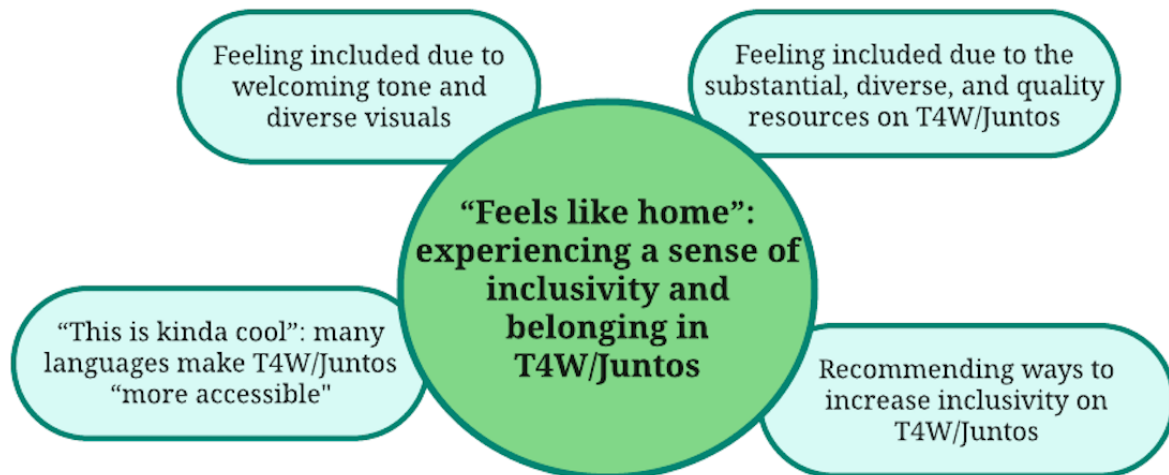 Feeling included due to
welcoming tone and
diverse visuals
Feeling included due to the
substantial, diverse, and quality
resources on T4W/Juntos
“Feels like home”:
experiencing a sense of
inclusivity and
belonging in
T4W/Juntos
“This is kinda cool”: many
languages make T4W/Juntos
“more accessible"
Recommending ways to
increase inclusivity on
T4W/Juntos